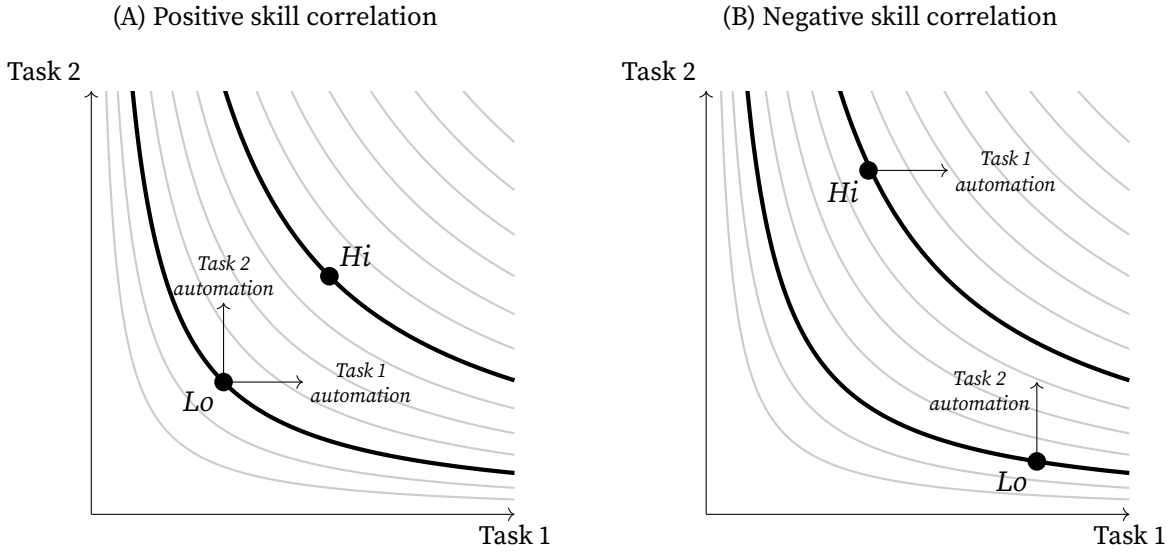 (A) Positive skill correlation
Task 2
Hi
Task 2
automation
Task 1
automation
Lo
Task 1
(B) Negative skill correlation
Task 2
Task 1
automation
Hi
Task 2
automation
Lo
Task 1